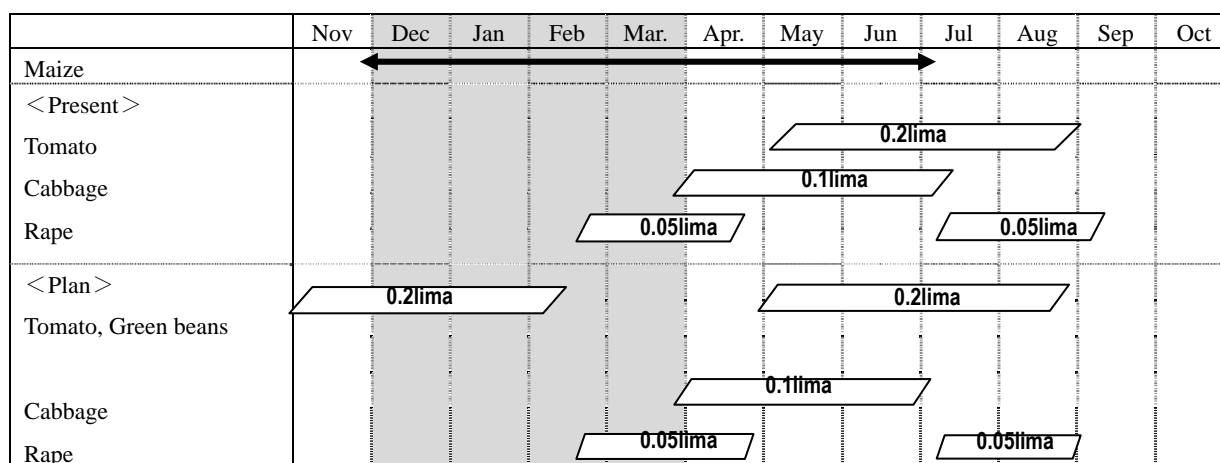 Nov Dec Jan Feb Mar. Apr. May Jun Jul Aug Sep Oct
Maize
＜Present＞
Tomato 0.2lima
Cabbage 0.1lima
Rape 0.05lima 0.05lima
＜Plan＞
0.2lima 0.2lima
Tomato, Green beans
0.1lima
Cabbage
Rape 0.05lima 0.05lima